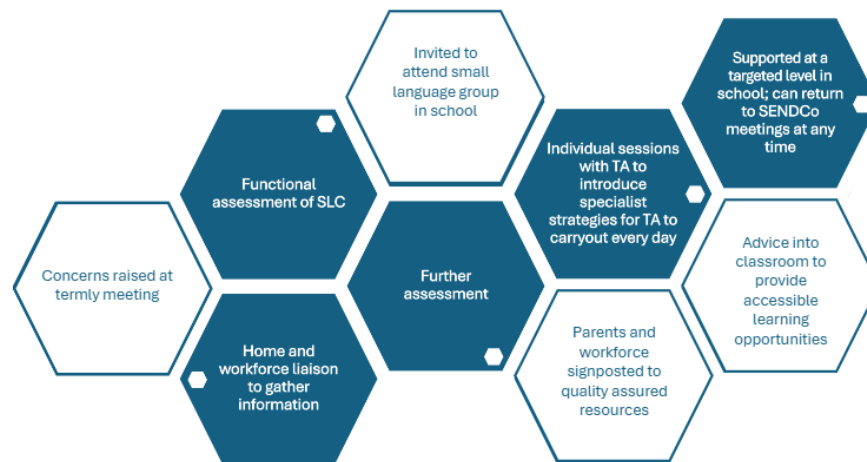 Concerns raised at
termly meeting
Functional
assessment of SLC
Home and
workforce liaison
to gather
information
Invited to
attend small
language group
in school
Further
assessment
Individual sessions
with TA to
introduce
specialist
strategies for TA to
carryout every day
Parents and
workforce
signposted to
quality assured
resources
Supported at a
targeted level in
school; can return
to SENDCo
meetings at any
time
Advice into
classroom to
provide
accessible
learning
opportunities